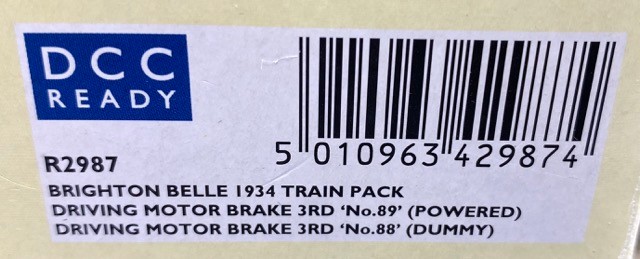 DCC
READY
R2987
5 010963 429874
BRIGHTON BELLE 1934 TRAIN PACK
DRIVING MOTOR BRAKE 3RD ‘No.89’ (POWERED)
DRIVING MOTOR BRAKE 3RD ‘No.88’ (DUMMY)